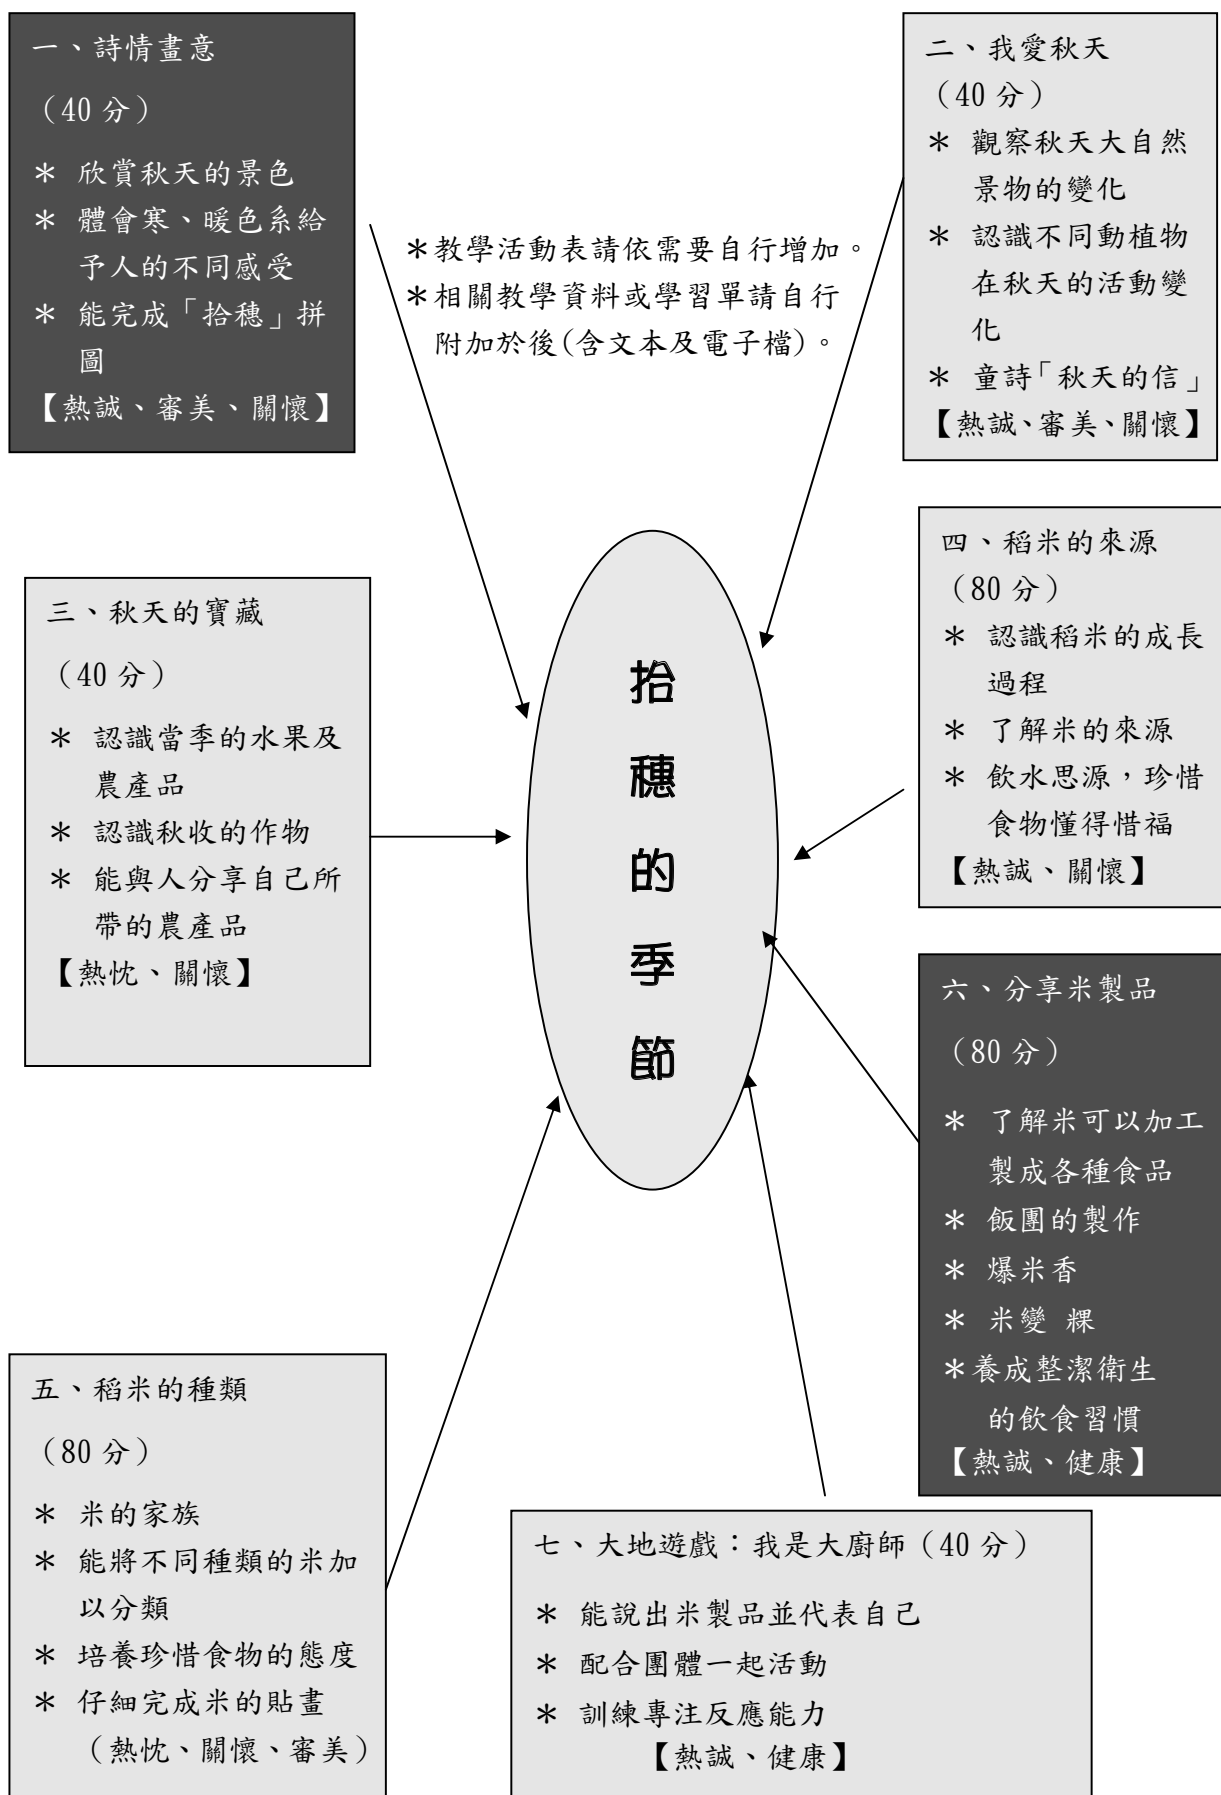 一、詩情畫意
（40 分）
＊ 欣賞秋天的景色
＊ 體會寒、暖色系給
予人的不同感受
＊ 能完成「拾穗」拼
圖
【熱誠、審美、關懷】
二、我愛秋天
（40 分）
＊ 觀察秋天大自然
景物的變化
＊ 認識不同動植物
在秋天的活動變
化
＊ 童詩「秋天的信」
【熱誠、審美、關懷】
＊教學活動表請依需要自行增加。
＊相關教學資料或學習單請自行
附加於後(含文本及電子檔)。
三、秋天的寶藏
（40 分）
＊ 認識當季的水果及
農產品
＊ 認識秋收的作物
＊ 能與人分享自己所
帶的農產品
【熱忱、關懷】
拾
穗
的
季
節
四、稻米的來源
（80 分）
＊ 認識稻米的成長
過程
＊ 了解米的來源
＊ 飲水思源，珍惜
食物懂得惜福
【熱誠、關懷】
五、稻米的種類
（80 分）
＊ 米的家族
＊ 能將不同種類的米加
以分類
＊ 培養珍惜食物的態度
＊ 仔細完成米的貼畫
（熱忱、關懷、審美）
六、分享米製品
（80 分）
＊ 了解米可以加工
製成各種食品
＊ 飯團的製作
＊ 爆米香
＊ 米變 粿
＊養成整潔衛生
的飲食習慣
【熱誠、健康】
七、大地遊戲：我是大廚師（40 分）
＊ 能說出米製品並代表自己
＊ 配合團體一起活動
＊ 訓練專注反應能力
【熱誠、健康】